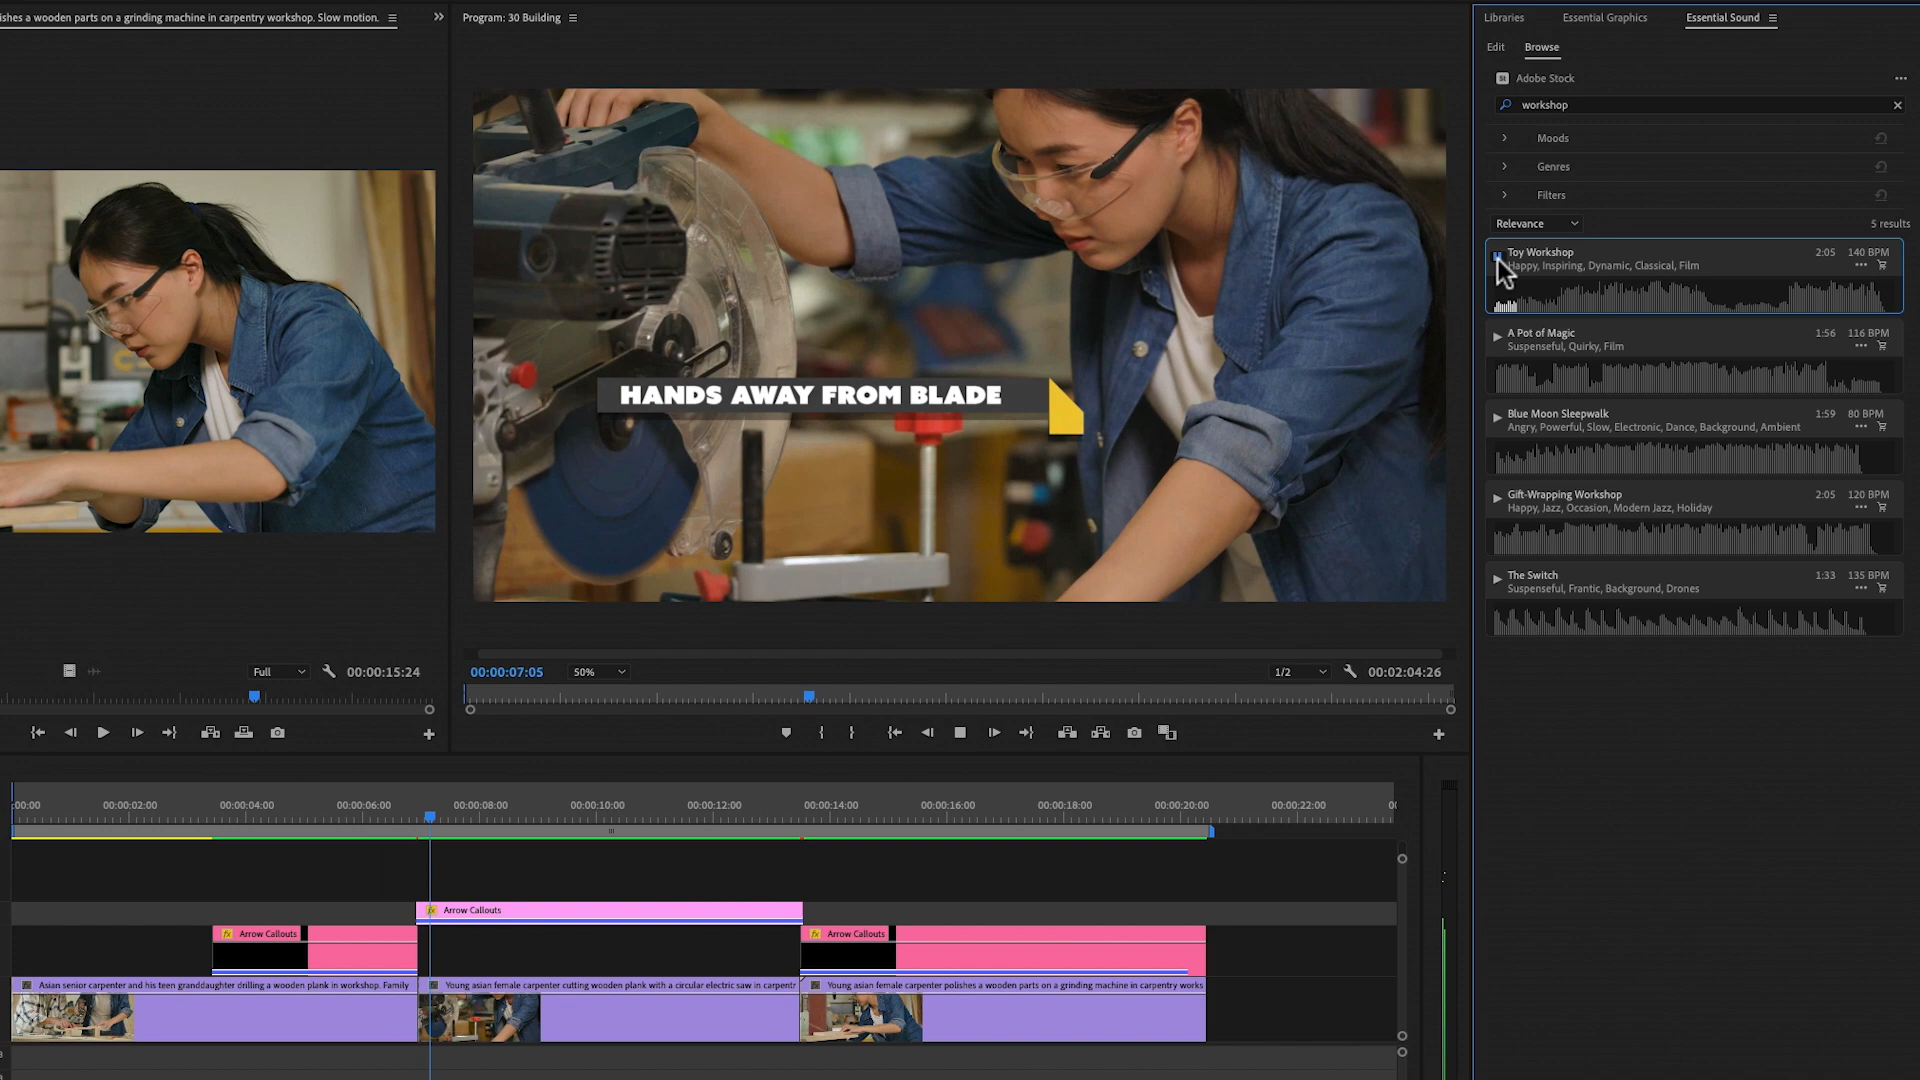 ishes a wooden parts on a grinding machine in carpentry workshop. Slow motion.
Program: 30 Building
Libraries
Essential Graphics
Essential Sound
Edit
Browse
St
Adobe Stock
workshop
Moods
Genres
Filters
Relevance
5 results
Toy Workshop 2:05 140 BPM
Happy, Inspiring, Dynamic, Classical, Film
A Pot of Magic 1:56 116 BPM
Suspenseful, Quirky, Film
Blue Moon Sleepwalk 1:59 80 BPM
Angry, Powerful, Slow, Electronic, Dance, Background, Ambient
Gift-Wrapping Workshop 2:05 120 BPM
Happy, Jazz, Occasion, Modern Jazz, Holiday
The Switch 1:33 135 BPM
Suspenseful, Frantic, Background, Drones
HANDS AWAY FROM BLADE
Full
00:00:15:24
00:00:07:05
50%
1/2
00:02:04:26
:00:00 00:00:02:00 00:00:04:00 00:00:06:00 00:00:08:00 00:00:10:00 00:00:12:00 00:00:14:00 00:00:16:00 00:00:18:00 00:00:20:00 00:00:22:00
fx Arrow Callouts
fx Arrow Callouts
fx Arrow Callouts
Asian senior carpenter and his teen granddaughter drilling a wooden plank in workshop. Family
Young asian female carpenter cutting wooden plank with a circular electric saw in carpentr
Young asian female carpenter polishes a wooden parts on a grinding machine in carpentry works